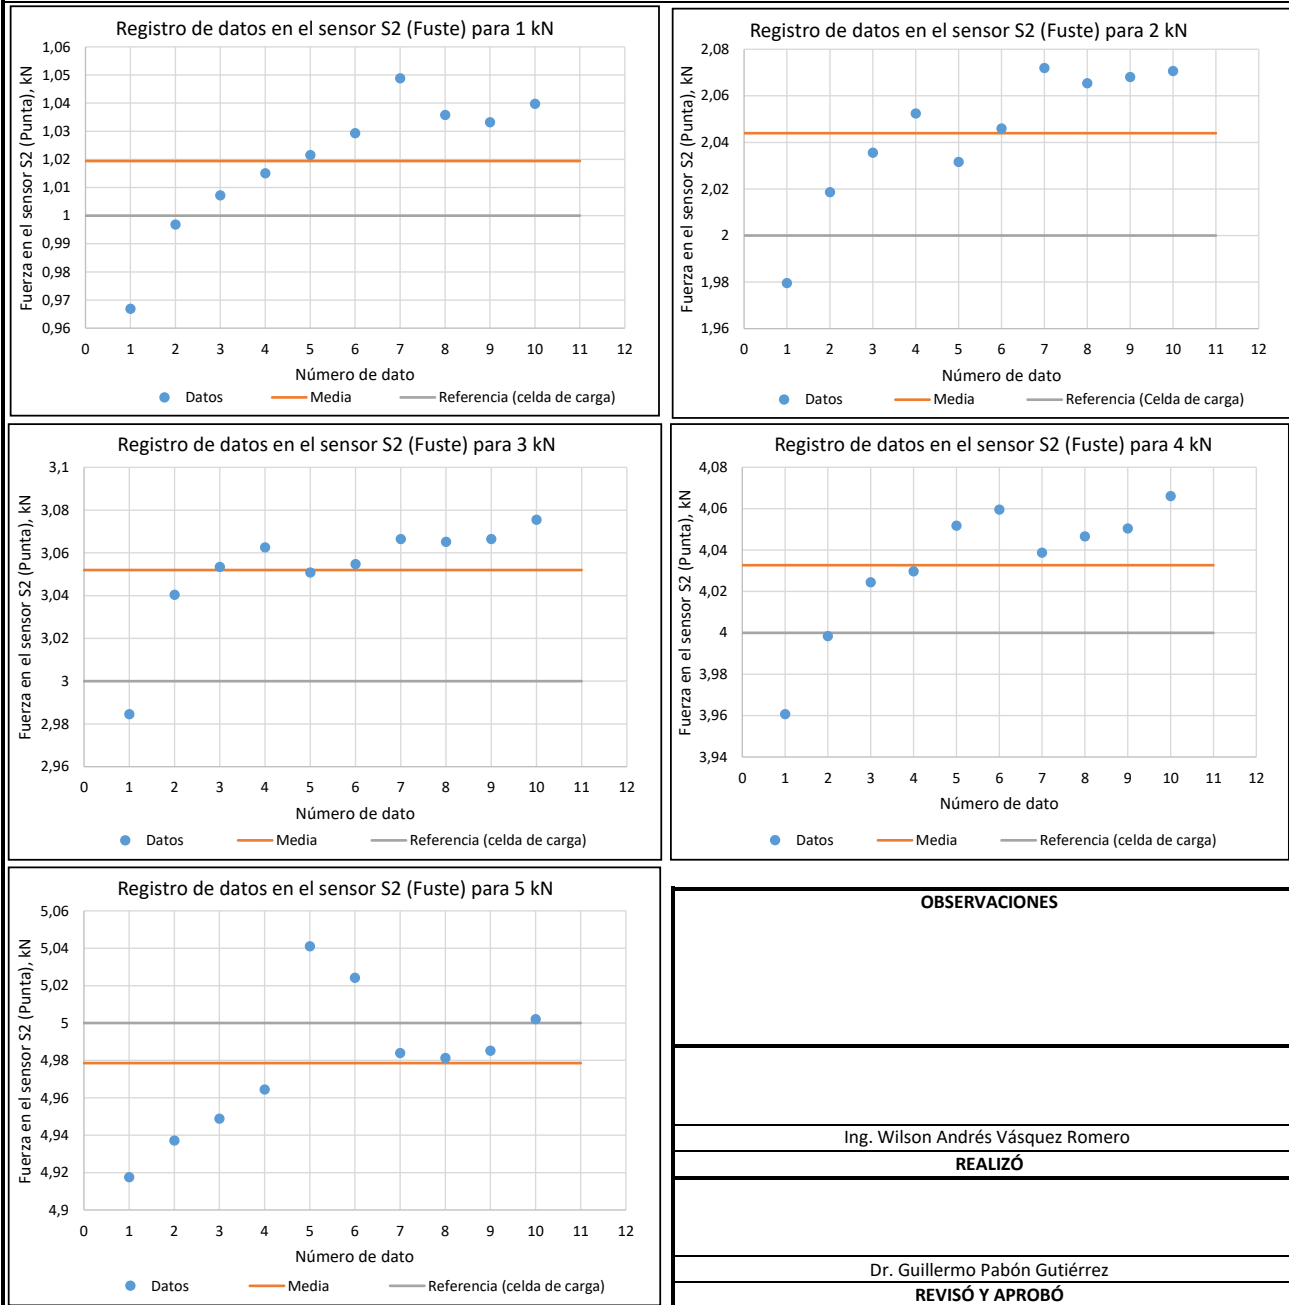 Registro de datos en el sensor S2 (Fuste) para 1 kN
Fuerza en el sensor S2 (Punta), kN
1,06
1,05
1,04
1,03
1,02
1,01
1
0,99
0,98
0,97
0,96
0 1 2 3 4 5 6 7 8 9 10 11 12
Número de dato
Datos Media Referencia (celda de carga)
Registro de datos en el sensor S2 (Fuste) para 2 kN
Fuerza en el sensor S2 (Punta), kN
2,08
2,06
2,04
2,02
2
1,98
1,96
0 1 2 3 4 5 6 7 8 9 10 11 12
Número de dato
Datos Media Referencia (Celda de carga)
Registro de datos en el sensor S2 (Fuste) para 3 kN
Fuerza en el sensor S2 (Punta), kN
3,1
3,08
3,06
3,04
3,02
3
2,98
2,96
0 1 2 3 4 5 6 7 8 9 10 11 12
Número de dato
Datos Media Referencia (celda de carga)
Registro de datos en el sensor S2 (Fuste) para 4 kN
Fuerza en el sensor S2 (Punta), kN
4,08
4,06
4,04
4,02
4
3,98
3,96
3,94
0 1 2 3 4 5 6 7 8 9 10 11 12
Número de dato
Datos Media Referencia (celda de carga)
Registro de datos en el sensor S2 (Fuste) para 5 kN
Fuerza en el sensor S2 (Punta), kN
5,06
5,04
5,02
5
4,98
4,96
4,94
4,92
4,9
0 1 2 3 4 5 6 7 8 9 10 11 12
Número de dato
Datos Media Referencia (celda de carga)
OBSERVACIONES
Ing. Wilson Andrés Vásquez Romero
REALIZÓ
Dr. Guillermo Pabón Gutiérrez
REVISÓ Y APROBÓ